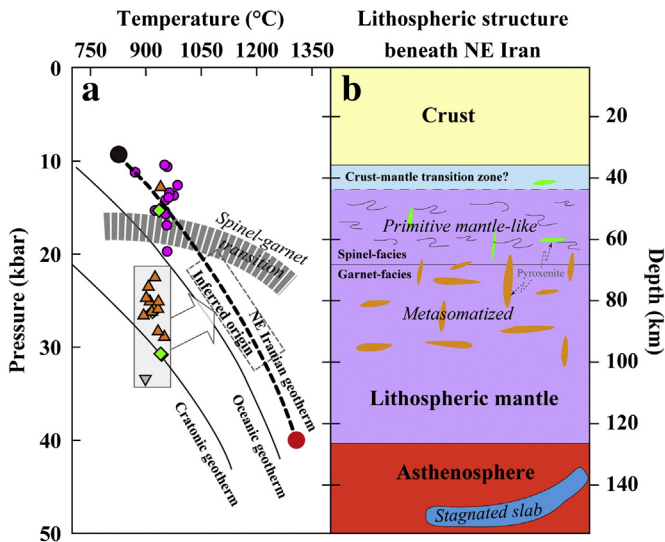 Temperature (°C)
750 900 1050 1200 1350
Lithospheric structure
beneath NE Iran
a
b
0
10
20
30
40
50
Pressure (kbar)
Spinel-garnet
transition
Inferred origin
NE Iranian geotherm
Oceanic geotherm
Cratonic geotherm
Crust
Crust-mantle transition zone?
Primitive mantle-like
Spinel-facies
Garnet-facies
Pyroxenite
Metasomatized
Lithospheric mantle
Asthenosphere
Stagnated slab
20
40
60
80
100
120
140
Depth (km)